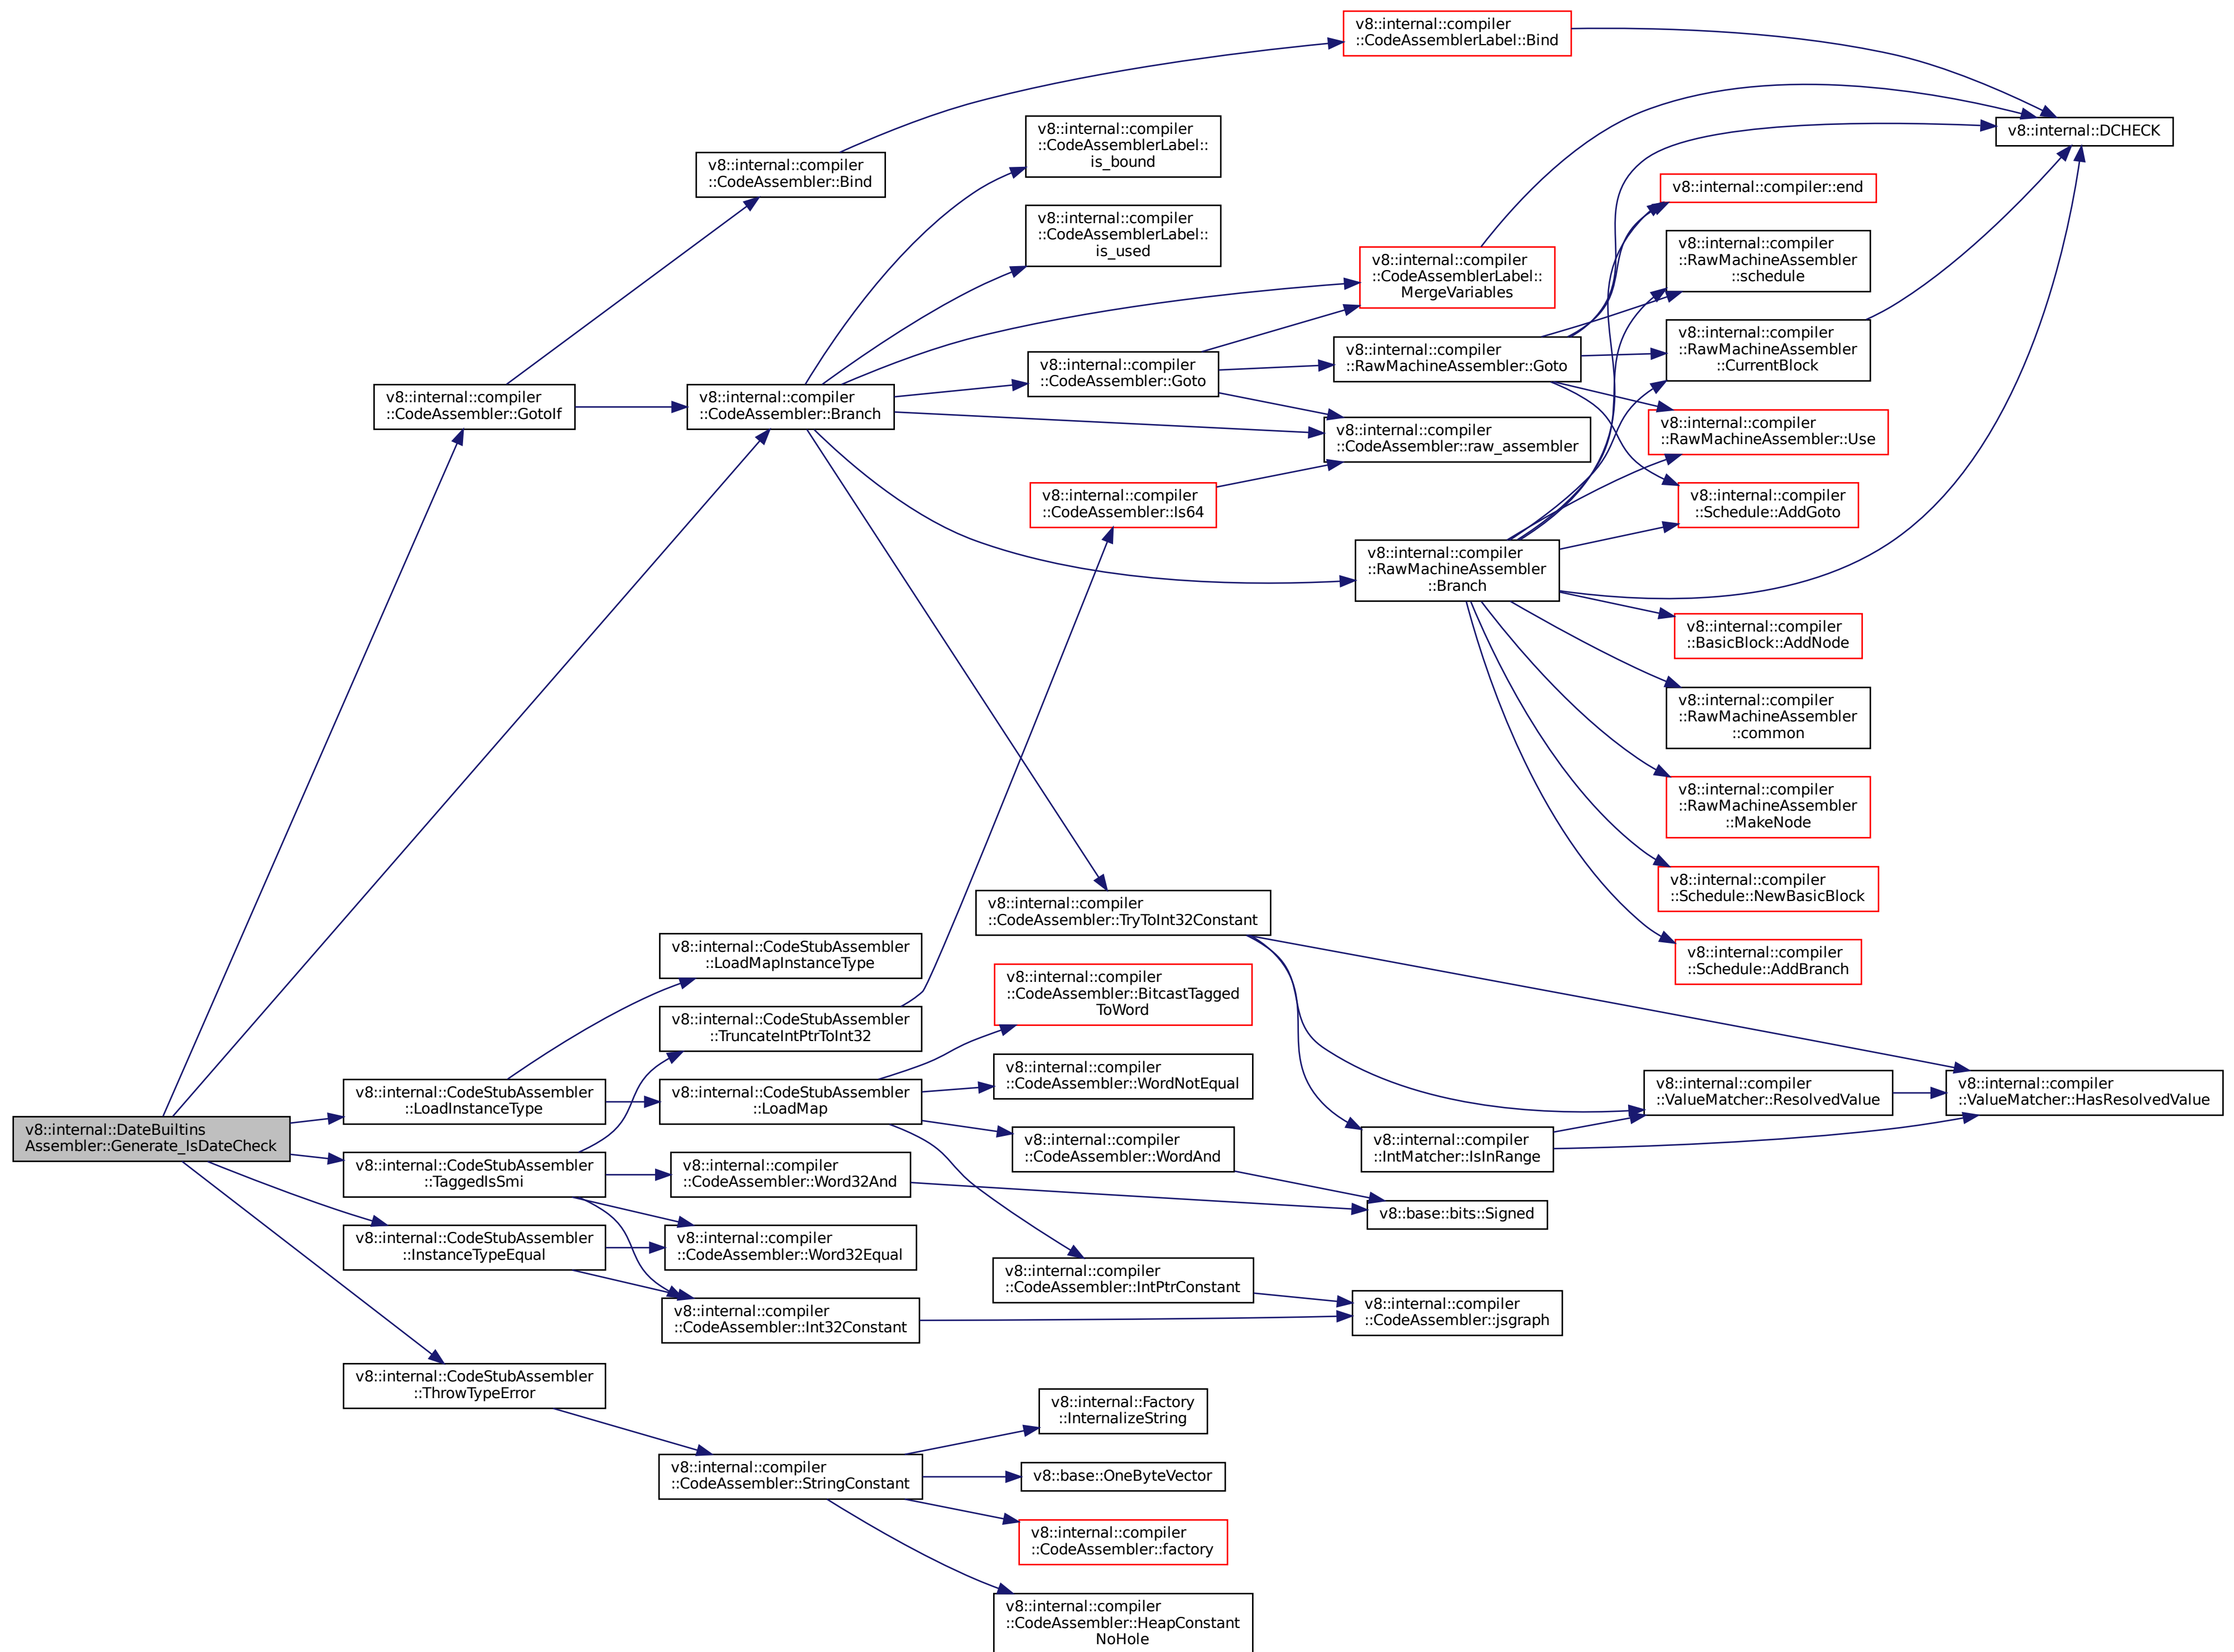 v8::internal::DateBuiltins
Assembler::Generate_IsDateCheck
v8::internal::compiler
::CodeAssembler::GotoIf
v8::internal::CodeStubAssembler
::LoadInstanceType
v8::internal::CodeStubAssembler
::TaggedIsSmi
v8::internal::CodeStubAssembler
::InstanceTypeEqual
v8::internal::CodeStubAssembler
::ThrowTypeError
v8::internal::compiler
::CodeAssembler::Bind
v8::internal::compiler
::CodeAssembler::Branch
v8::internal::CodeStubAssembler
::LoadMapInstanceType
v8::internal::CodeStubAssembler
::TruncateIntPtrToInt32
v8::internal::CodeStubAssembler
::LoadMap
v8::internal::compiler
::CodeAssembler::Word32And
v8::internal::compiler
::CodeAssembler::Word32Equal
v8::internal::compiler
::CodeAssembler::Int32Constant
v8::internal::compiler
::CodeAssembler::StringConstant
v8::internal::compiler
::CodeAssemblerLabel::
is_bound
v8::internal::compiler
::CodeAssemblerLabel::
is_used
v8::internal::compiler
::CodeAssembler::Goto
v8::internal::compiler
::CodeAssembler::Is64
v8::internal::compiler
::CodeAssembler::TryToInt32Constant
v8::internal::compiler
::CodeAssembler::BitcastTagged
ToWord
v8::internal::compiler
::CodeAssembler::WordNotEqual
v8::internal::compiler
::CodeAssembler::WordAnd
v8::internal::compiler
::CodeAssembler::IntPtrConstant
v8::internal::Factory
::InternalizeString
v8::base::OneByteVector
v8::internal::compiler
::CodeAssembler::factory
v8::internal::compiler
::CodeAssembler::HeapConstant
NoHole
v8::internal::compiler
::CodeAssemblerLabel::Bind
v8::internal::compiler
::CodeAssemblerLabel::
MergeVariables
v8::internal::compiler
::RawMachineAssembler::Goto
v8::internal::compiler
::CodeAssembler::raw_assembler
v8::internal::compiler
::RawMachineAssembler
::Branch
v8::internal::compiler
::IntMatcher::IsInRange
v8::base::bits::Signed
v8::internal::compiler
::CodeAssembler::jsgraph
v8::internal::compiler::end
v8::internal::compiler
::RawMachineAssembler
::schedule
v8::internal::compiler
::RawMachineAssembler
::CurrentBlock
v8::internal::compiler
::RawMachineAssembler::Use
v8::internal::compiler
::Schedule::AddGoto
v8::internal::compiler
::BasicBlock::AddNode
v8::internal::compiler
::RawMachineAssembler
::common
v8::internal::compiler
::RawMachineAssembler
::MakeNode
v8::internal::compiler
::Schedule::NewBasicBlock
v8::internal::compiler
::Schedule::AddBranch
v8::internal::compiler
::ValueMatcher::ResolvedValue
v8::internal::DCHECK
v8::internal::compiler
::ValueMatcher::HasResolvedValue